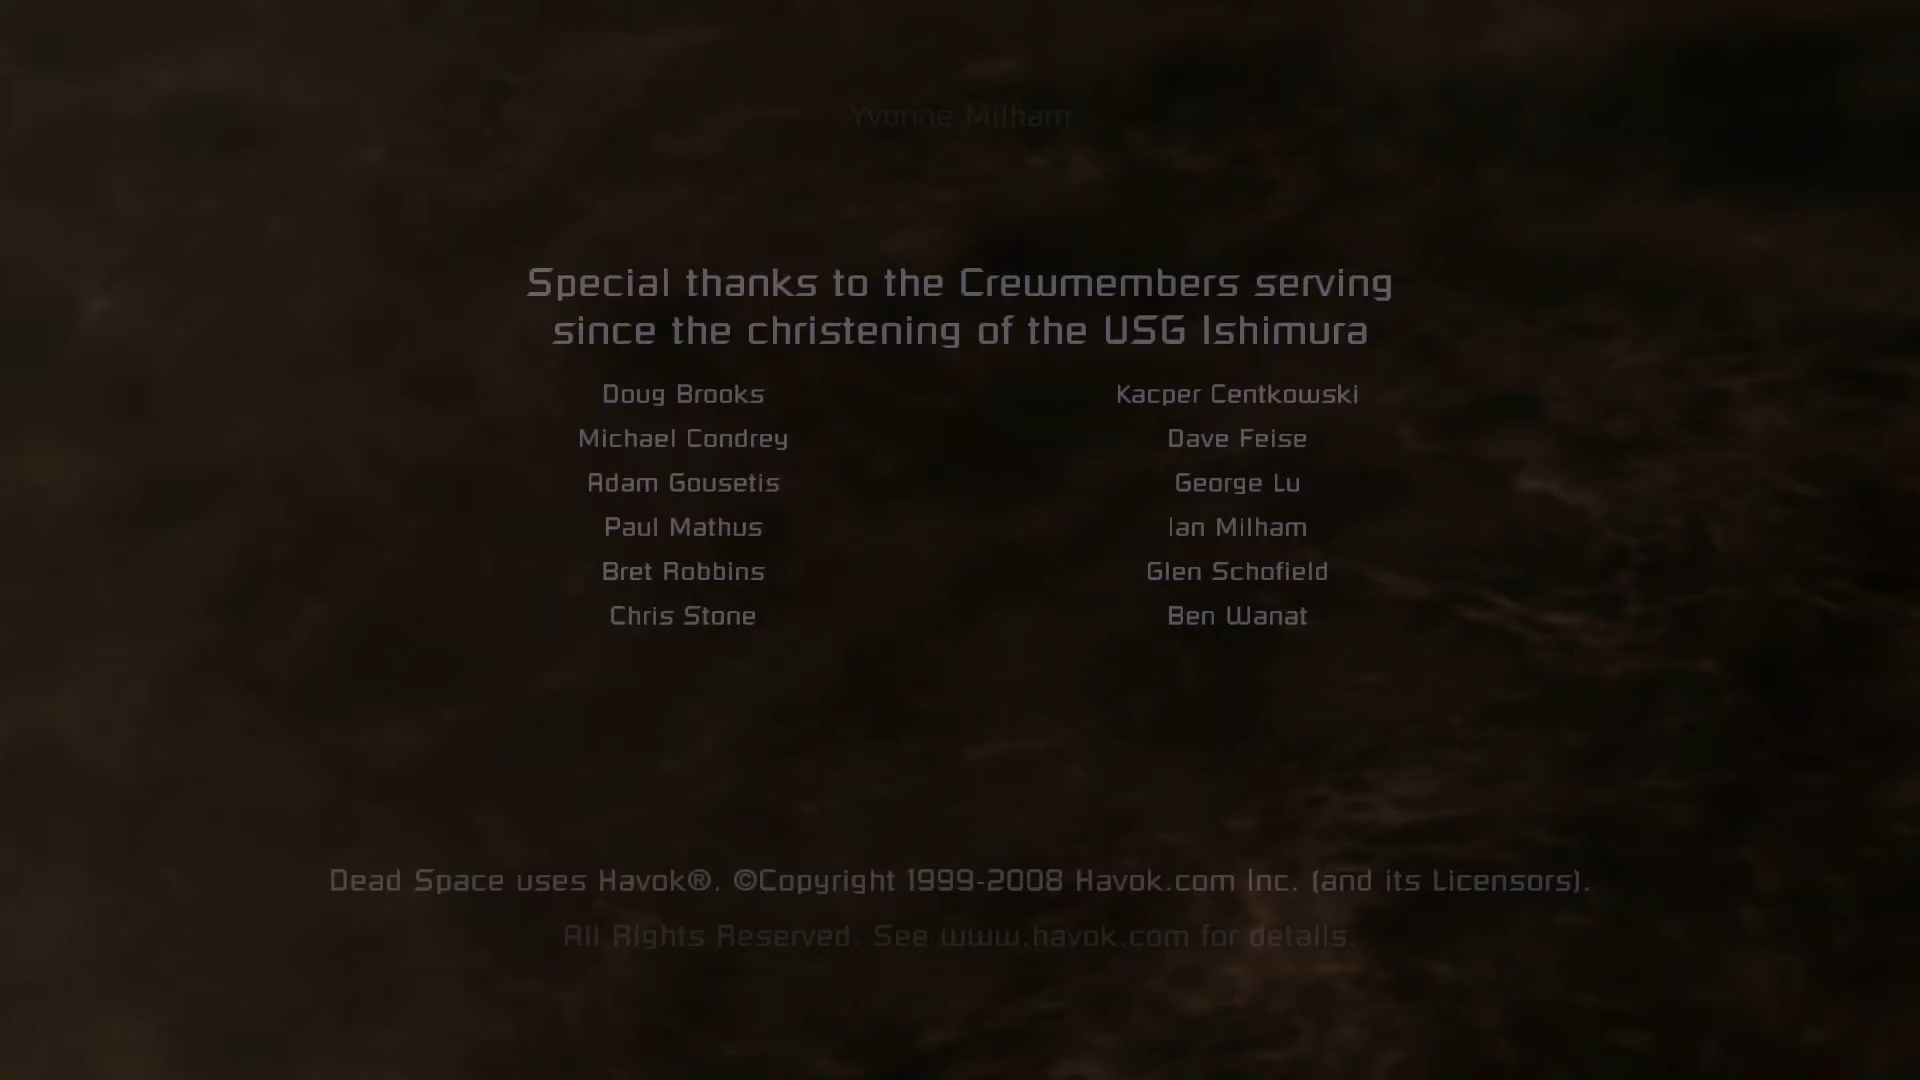 Yvonne Milham
Special thanks to the Crewmembers serving
since the christening of the USG Ishimura
Doug Brooks
Kacper Centkowski
Michael Condrey
Dave Feise
Adam Gousetis
George Lu
Paul Mathus
Ian Milham
Bret Robbins
Glen Schofield
Chris Stone
Ben Wanat
Dead Space uses Havok®. ©Copyright 1999-2008 Havok.com Inc. (and its Licensors).
All Rights Reserved. See www.havok.com for details.